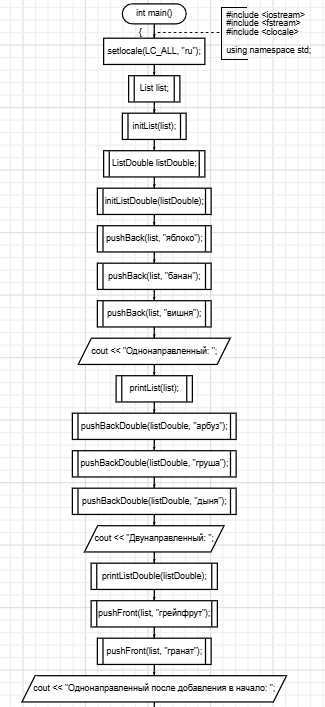 int main()
{
#include <iostream>
#include <fstream>
#include <clocale>
using namespace std;
setlocale(LC_ALL, "ru");
List list;
initList(list);
ListDouble listDouble;
initListDouble(listDouble);
pushBack(list, "яблоко");
pushBack(list, "банан");
pushBack(list, "вишня");
cout << "Однонаправленный: ";
printList(list);
pushBackDouble(listDouble, "арбуз");
pushBackDouble(listDouble, "груша");
pushBackDouble(listDouble, "дыня");
cout << "Двунаправленный: ";
printListDouble(listDouble);
pushFront(list, "грейпфрут");
pushFront(list, "гранат");
cout << "Однонаправленный после добавления в начало: ";